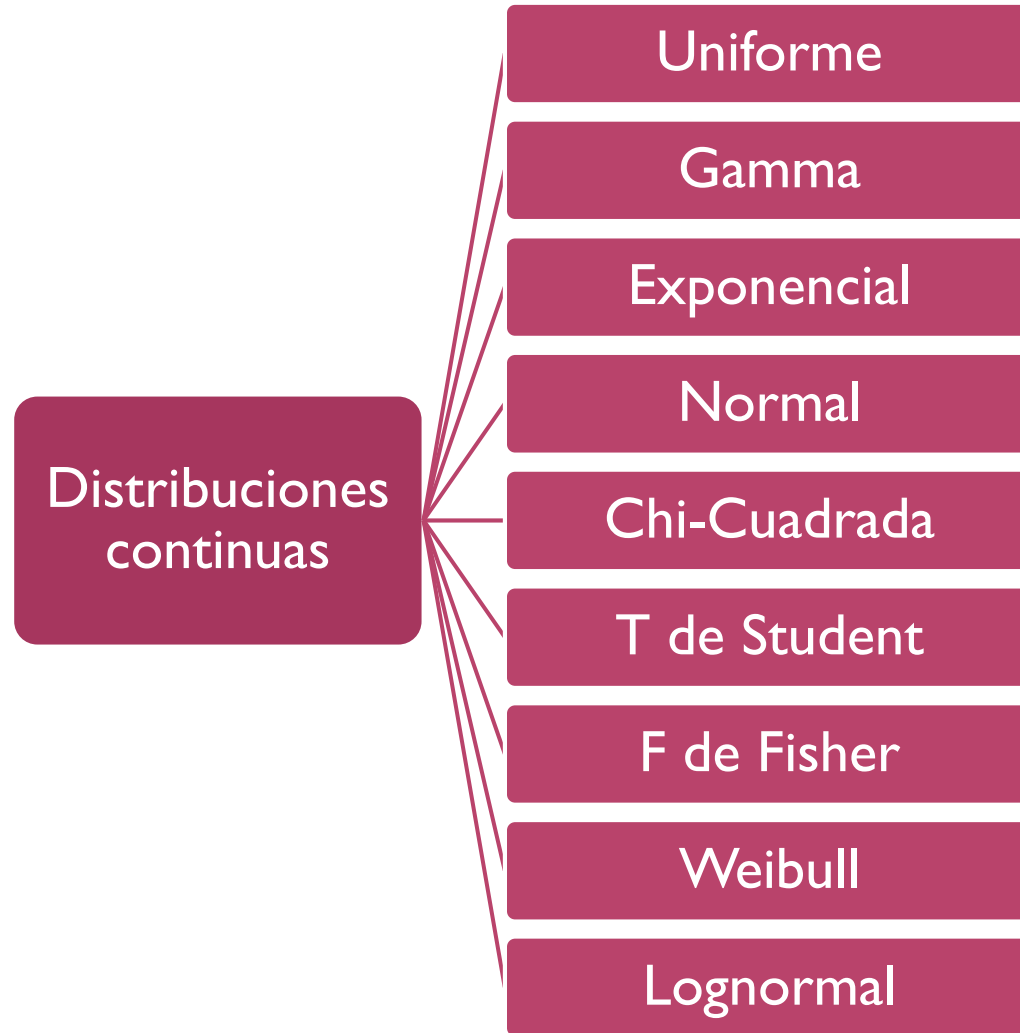 Distribuciones
continuas
Uniforme
Gamma
Exponencial
Normal
Chi-Cuadrada
T de Student
F de Fisher
Weibull
Lognormal